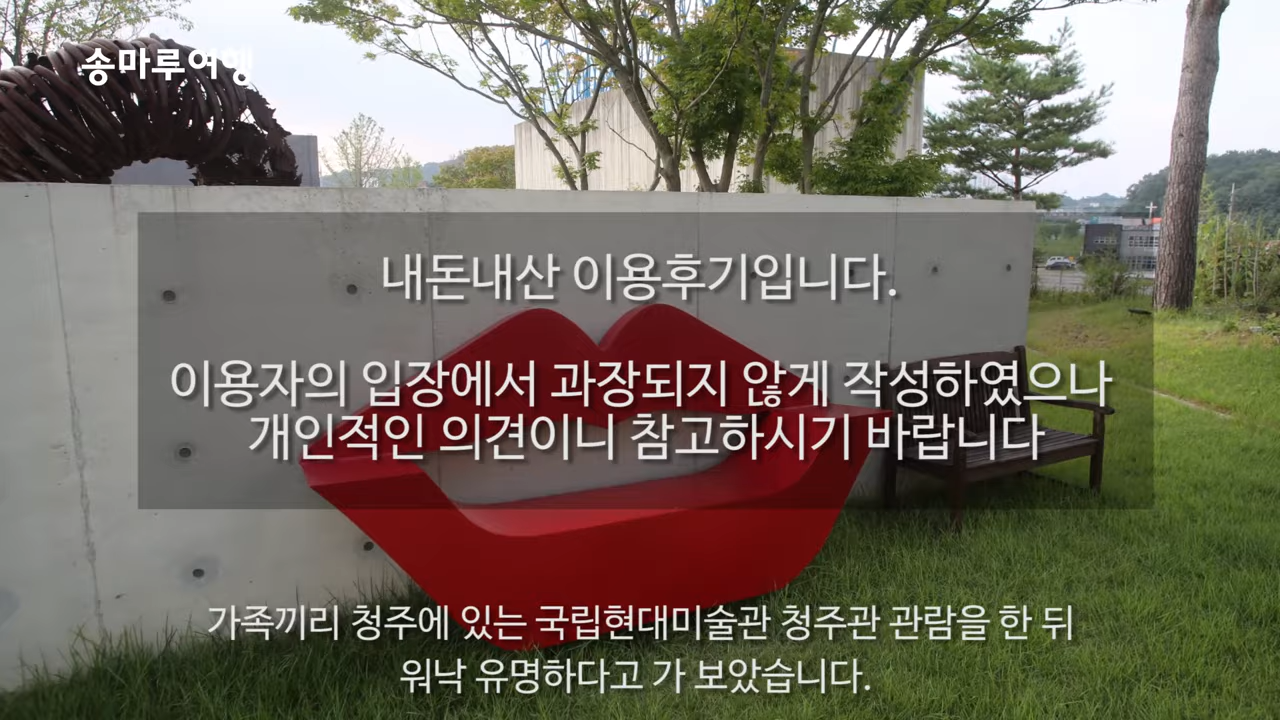 송마루여행
내돈내산 이용후기입니다.
이용자의 입장에서 과장되지 않게 작성하였으나
개인적인 의견이니 참고하시기 바랍니다
가족끼리 청주에 있는 국립현대미술관 청주관 관람을 한 뒤
워낙 유명하다고 가 보았습니다.